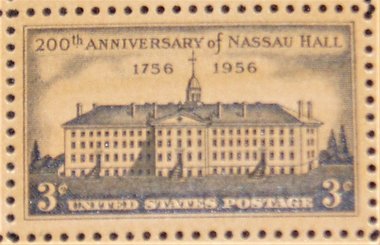 200th ANNIVERSARY of NASSAU HALL
1756 1956
3¢ UNITED STATES POSTAGE 3¢